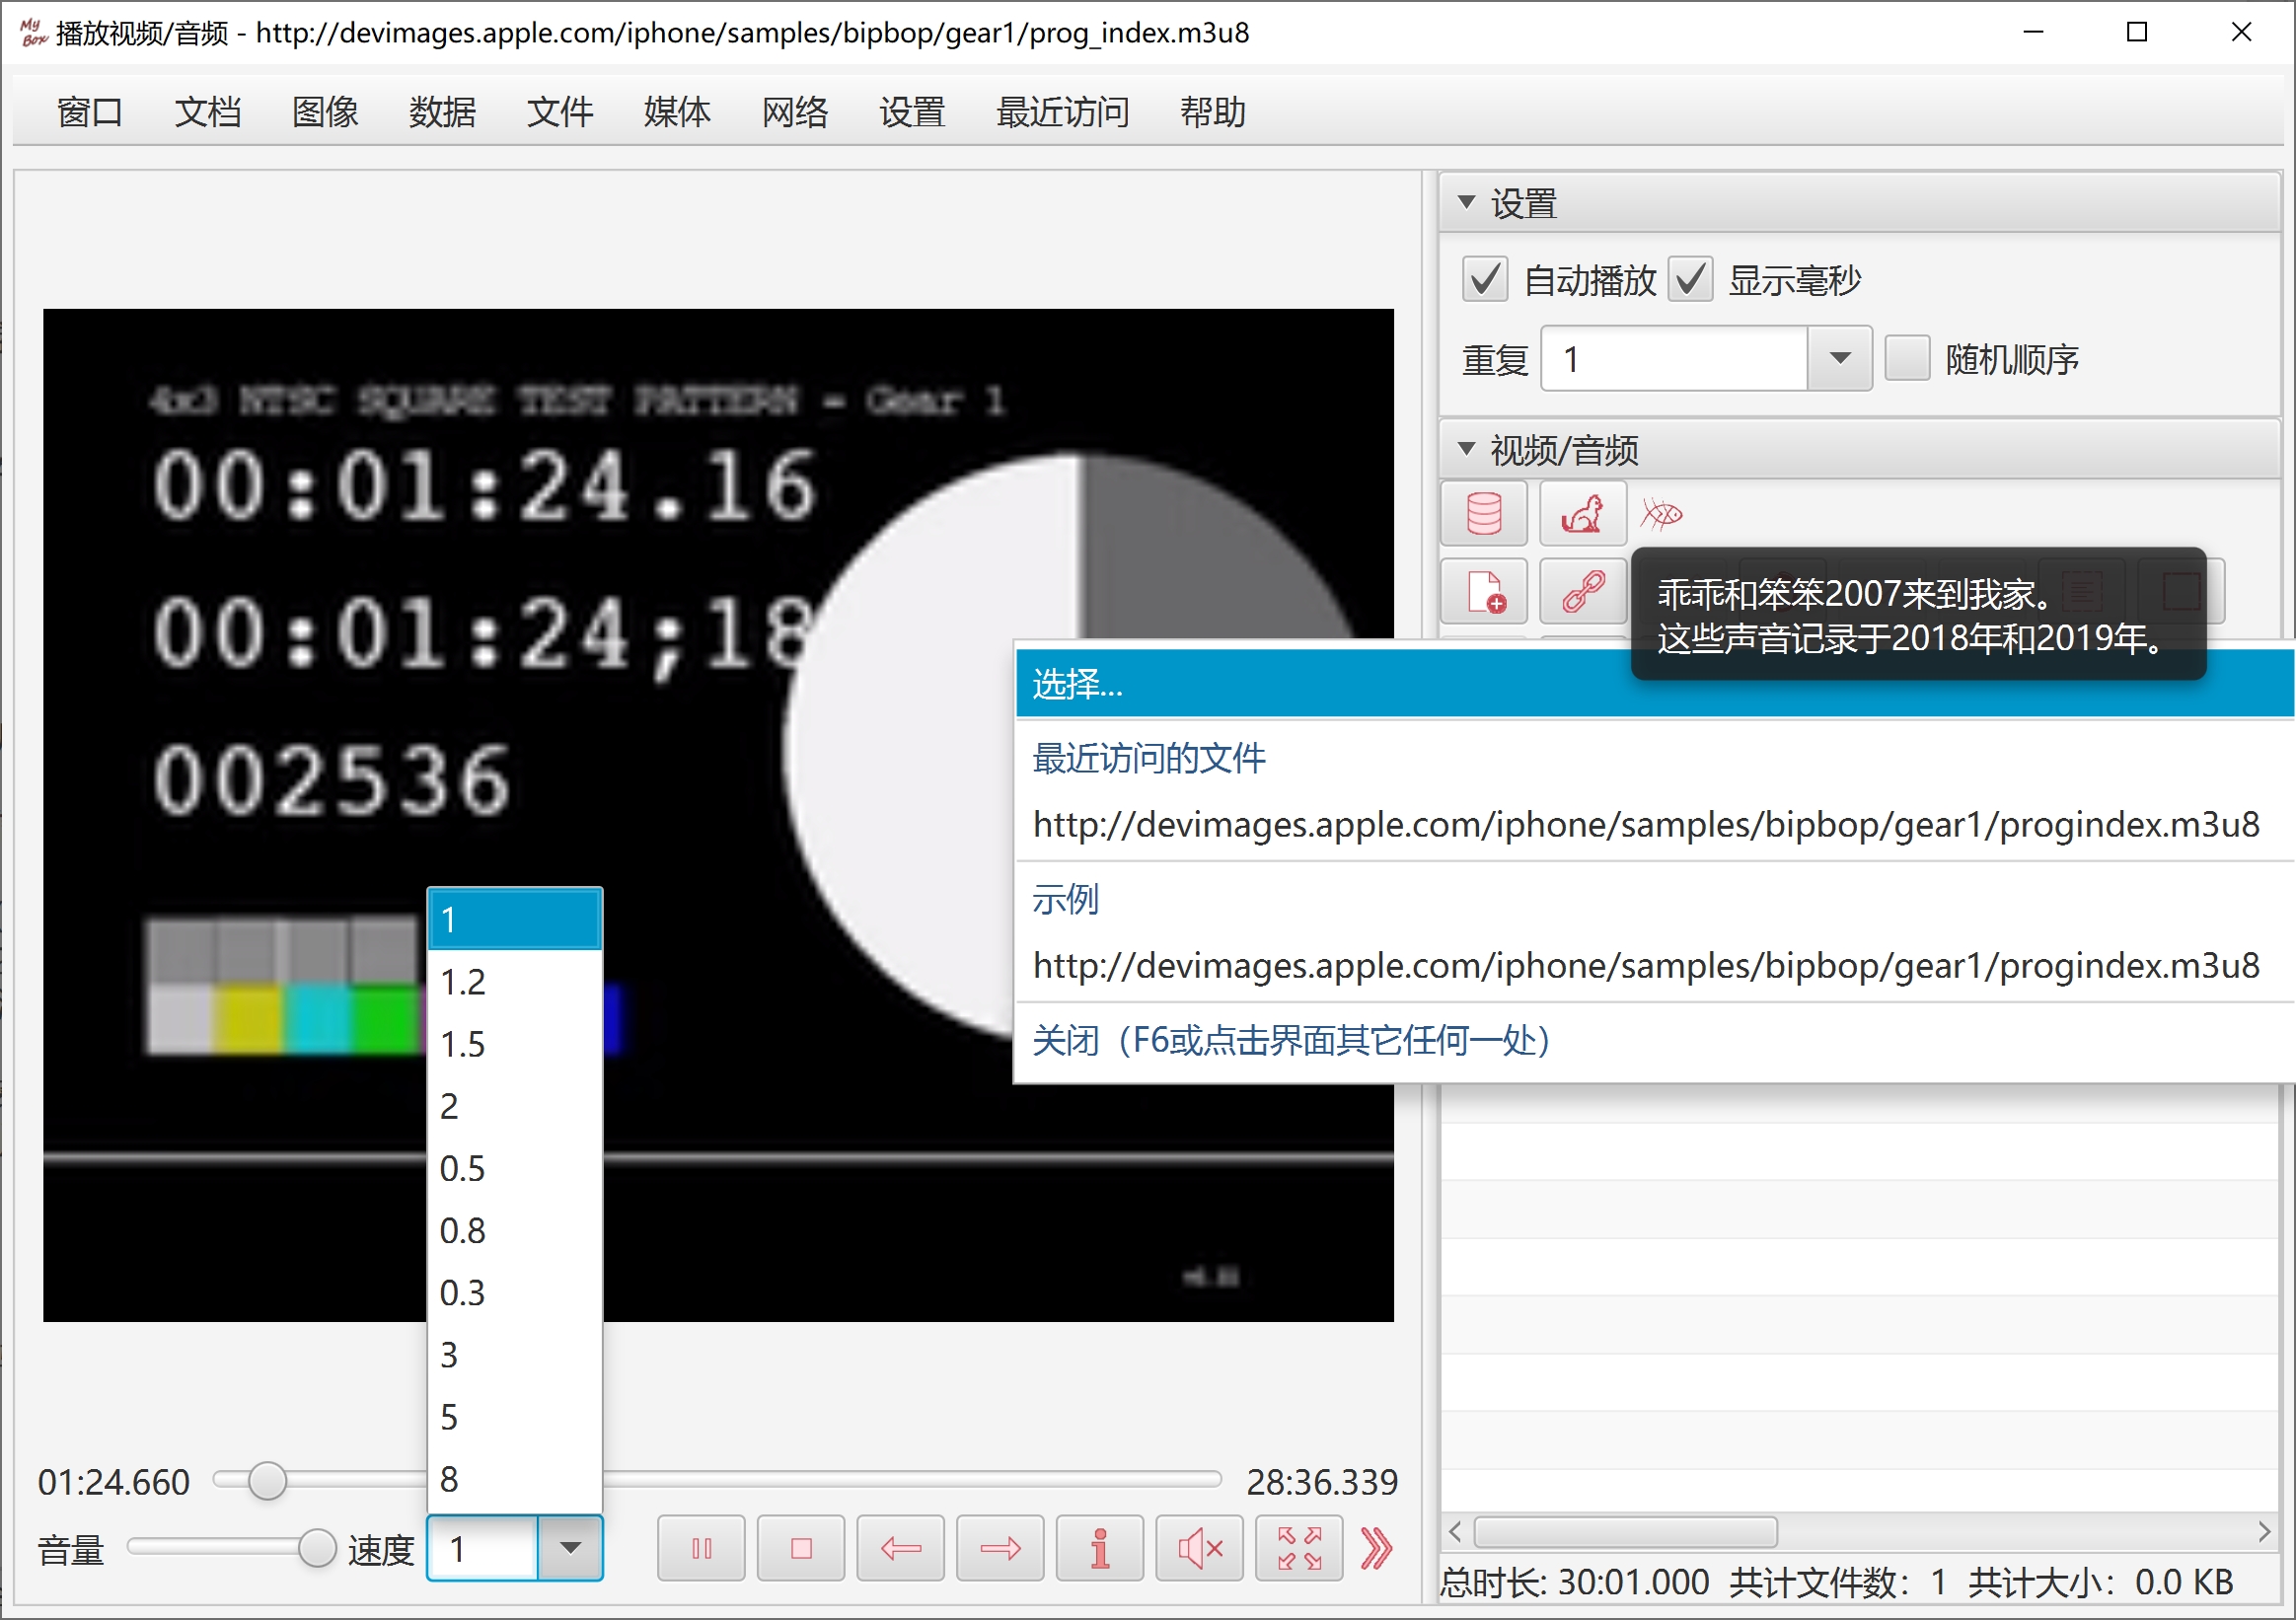 My Box 播放视频/音频 - http://devimages.apple.com/iphone/samples/bipbop/gear1/prog_index.m3u8
窗口 文档 图像 数据 文件 媒体 网络 设置 最近访问 帮助
4x3 NTSC SQUARE TEST PATTERN - Gear 1
00:01:24.16
00:01:24;18
002536
1
1.2
1.5
2
0.5
0.8
0.3
3
5
8
01:24.660
28:36.339
音量
速度 1
设置
自动播放 显示毫秒
重复 1 随机顺序
视频/音频
乖乖和笨笨2007来到我家。
这些声音记录于2018年和2019年。
选择...
最近访问的文件
http://devimages.apple.com/iphone/samples/bipbop/gear1/progindex.m3u8
示例
http://devimages.apple.com/iphone/samples/bipbop/gear1/progindex.m3u8
关闭（F6或点击界面其它任何一处）
总时长: 30:01.000 共计文件数：1 共计大小：0.0 KB